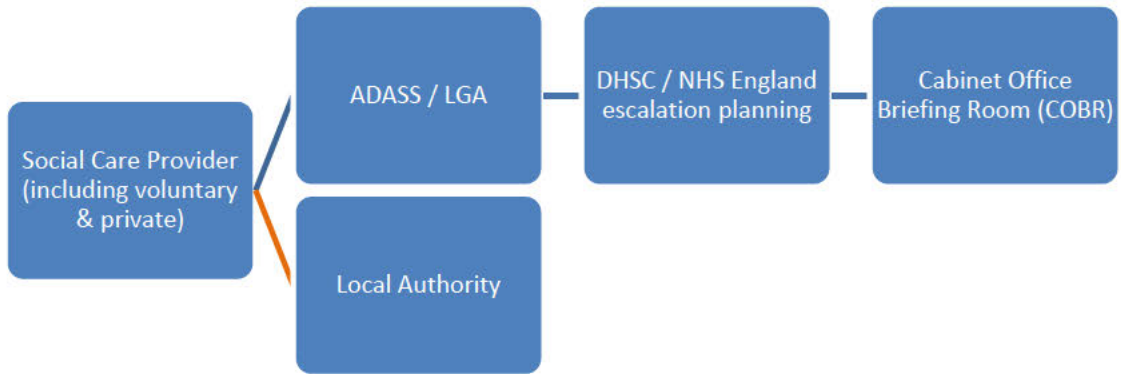 Social Care Provider
(including voluntary
& private)
ADASS / LGA
Local Authority
DHSC / NHS England
escalation planning
Cabinet Office
Briefing Room (COBR)